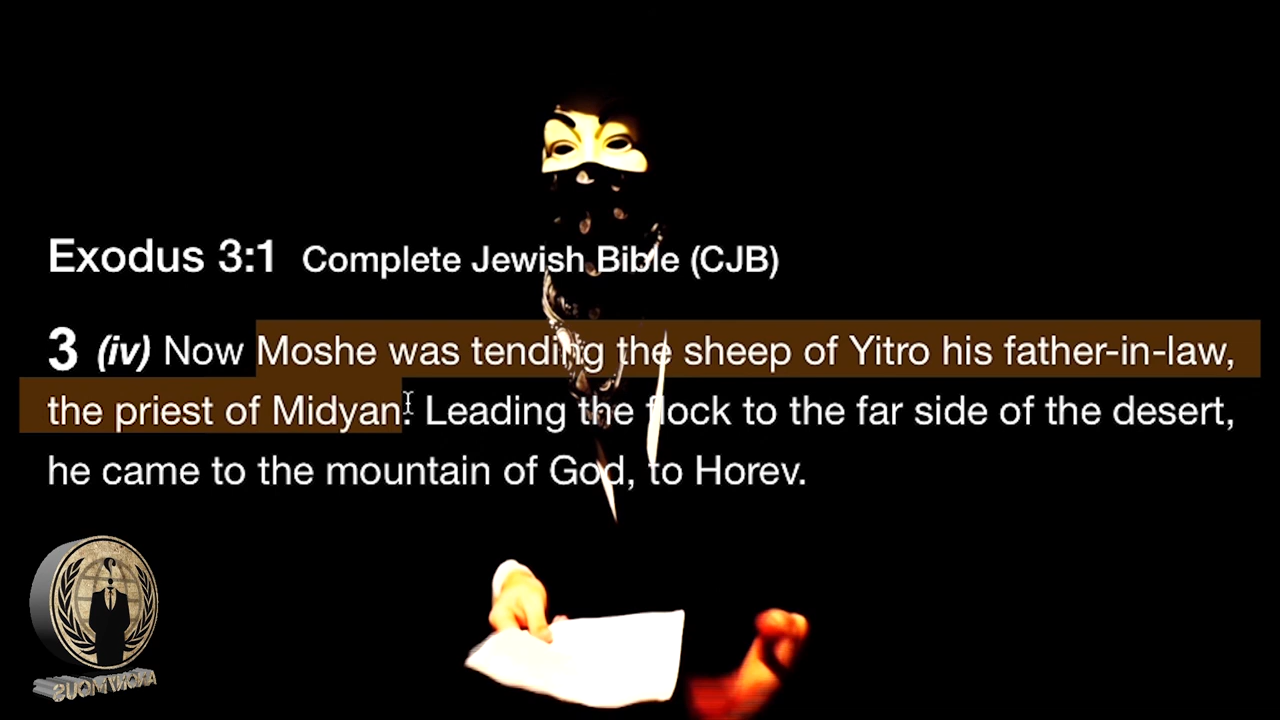 Exodus 3:1 Complete Jewish Bible (CJB)
3 (iv) Now Moshe was tending the sheep of Yitro his father-in-law,
the priest of Midyan. Leading the flock to the far side of the desert,
he came to the mountain of God, to Horev.
ANONYMOUS